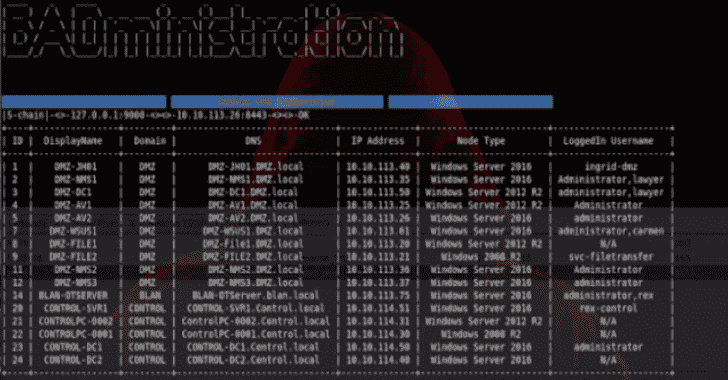 BADministration
|S-chain|-<>-127.0.0.1:9000-<><>-10.10.113.26:8443-<><>-OK
ID | DisplayName | Domain | DNS | IP Address | Node Type | LoggedIn Username
1 | DMZ-JH01 | DMZ | DMZ-JH01.DMZ.local | 10.10.113.40 | Windows Server 2016 | ingrid-dmz
2 | DMZ-NMS1 | DMZ | DMZ-NMS1.DMZ.local | 10.10.113.35 | Windows Server 2016 | Administrator,lawyer
3 | DMZ-DC1 | DMZ | DMZ-DC1.DMZ.local | 10.10.113.50 | Windows Server 2012 R2 | administrator,lawyer
4 | DMZ-AV1 | DMZ | DMZ-AV1.DMZ.local | 10.10.113.25 | Windows Server 2016 | Administrator
5 | DMZ-AV2 | DMZ | DMZ-AV2.DMZ.local | 10.10.113.26 | Windows Server 2016 | administrator
7 | DMZ-WSUS1 | DMZ | DMZ-WSUS1.DMZ.local | 10.10.113.61 | Windows Server 2016 | administrator,carmen
8 | DMZ-FILE1 | DMZ | DMZ-File1.DMZ.local | 10.10.113.20 | Windows Server 2012 R2 | N/A
9 | DMZ-FILE2 | DMZ | DMZ-FILE2.DMZ.local | 10.10.113.21 | Windows 2008 R2 | svc-filetransfer
11 | DMZ-NMS2 | DMZ | DMZ-NMS2.DMZ.local | 10.10.113.36 | Windows Server 2016 | Administrator
12 | DMZ-NMS3 | DMZ | DMZ-NMS3.DMZ.local | 10.10.113.37 | Windows Server 2016 | Administrator
14 | BLAN-OTSERVER | BLAN | BLAN-OTServer.blan.local | 10.10.113.75 | Windows Server 2016 | administrator,rex
20 | CONTROL-SVR1 | CONTROL | CONTROL-SVR1.Control.local | 10.10.114.51 | Windows Server 2016 | rex-control
21 | CONTROLPC-0002 | CONTROL | ControlPC-0002.Control.local | 10.10.114.31 | Windows Server 2012 R2 | N/A
22 | CONTROLPC-0001 | CONTROL | ControlPC-0001.Control.local | 10.10.114.30 | Windows 2008 R2 | N/A
23 | CONTROL-DC1 | CONTROL | CONTROL-DC1.Control.local | 10.10.114.50 | Windows Server 2016 | administrator
24 | CONTROL-DC2 | CONTROL | CONTROL-DC2.Control.local | 10.10.114.40 | Windows Server 2016 | N/A